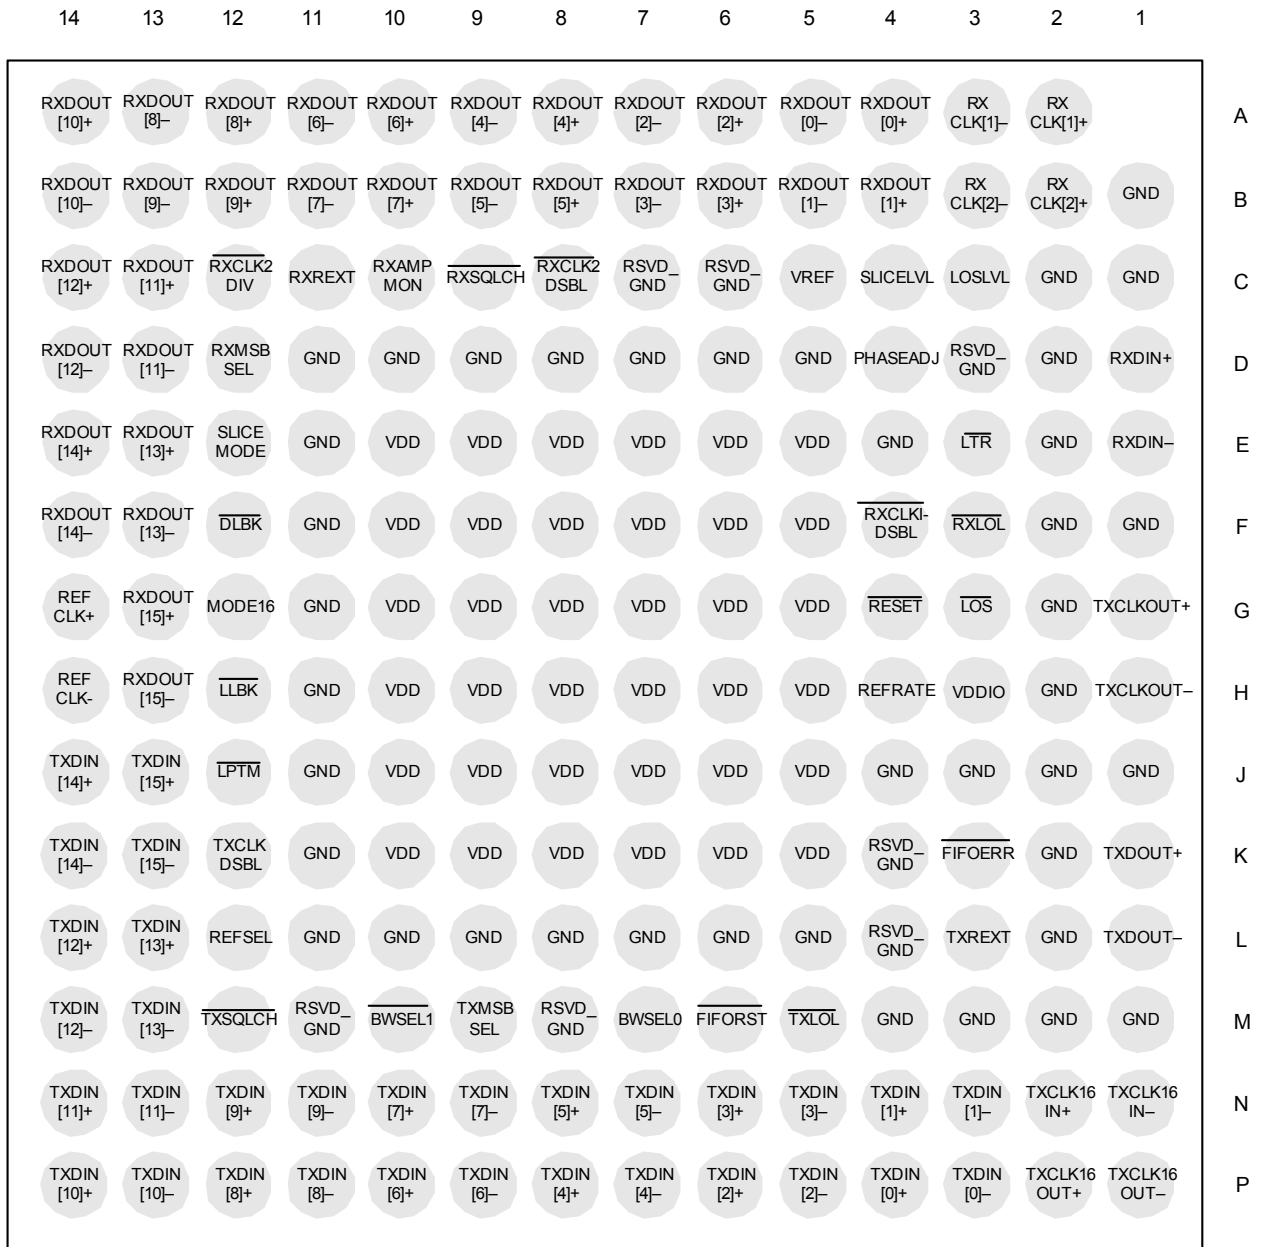 14 13 12 11 10 9 8 7 6 5 4 3 2 1
RXDOUT RXDOUT RXDOUT RXDOUT RXDOUT RXDOUT RXDOUT RXDOUT RXDOUT RXDOUT RXDOUT RX RX
[10]+ [8]– [8]+ [6]– [6]+ [4]– [4]+ [2]– [2]+ [0]– [0]+ CLK[1]– CLK[1]+ A
RXDOUT RXDOUT RXDOUT RXDOUT RXDOUT RXDOUT RXDOUT RXDOUT RXDOUT RXDOUT RXDOUT RX RX GND
[10]– [9]– [9]+ [7]– [7]+ [5]– [5]+ [3]– [3]+ [1]– [1]+ CLK[2]– CLK[2]+ B
RXDOUT RXDOUT RXCLK2 RXREXT RXAMP RXSQLCH RXCLK2 RSVD_ RSVD_ VREF SLICELVL LOSLVL GND GND
[12]+ [11]+ DIV MON DSBL GND GND C
RXDOUT RXDOUT RXMSB GND GND GND GND GND GND GND PHASEADJ RSVD_ GND RXDIN+
[12]– [11]– SEL GND D
RXDOUT RXDOUT SLICE GND VDD VDD VDD VDD VDD VDD GND LTR GND RXDIN–
[14]+ [13]+ MODE E
RXDOUT RXDOUT DLBK GND VDD VDD VDD VDD VDD VDD RXCLKI- RXLOL GND GND
[14]– [13]– DSBL F
REF RXDOUT MODE16 GND VDD VDD VDD VDD VDD VDD RESET LOS GND TXCLKOUT+
CLK+ [15]+ G
REF RXDOUT LLBK GND VDD VDD VDD VDD VDD VDD REFRATE VDDIO GND TXCLKOUT–
CLK- [15]– H
TXDIN TXDIN LPTM GND VDD VDD VDD VDD VDD VDD GND GND GND GND
[14]+ [15]+ J
TXDIN TXDIN TXCLK GND VDD VDD VDD VDD VDD VDD RSVD_ FIFOERR GND TXDOUT+
[14]– [15]– DSBL GND K
TXDIN TXDIN REFSEL GND GND GND GND GND GND GND RSVD_ TXREXT GND TXDOUT–
[12]+ [13]+ GND L
TXDIN TXDIN TXSQLCH RSVD_ BWSEL1 TXMSB RSVD_ BWSEL0 FIFORST TXLOL GND GND GND GND
[12]– [13]– GND SEL GND M
TXDIN TXDIN TXDIN TXDIN TXDIN TXDIN TXDIN TXDIN TXDIN TXDIN TXDIN TXDIN TXCLK16 TXCLK16
[11]+ [11]– [9]+ [9]– [7]+ [7]– [5]+ [5]– [3]+ [3]– [1]+ [1]– IN+ IN– N
TXDIN TXDIN TXDIN TXDIN TXDIN TXDIN TXDIN TXDIN TXDIN TXDIN TXDIN TXDIN TXCLK16 TXCLK16
[10]+ [10]– [8]+ [8]– [6]+ [6]– [4]+ [4]– [2]+ [2]– [0]+ [0]– OUT+ OUT– P